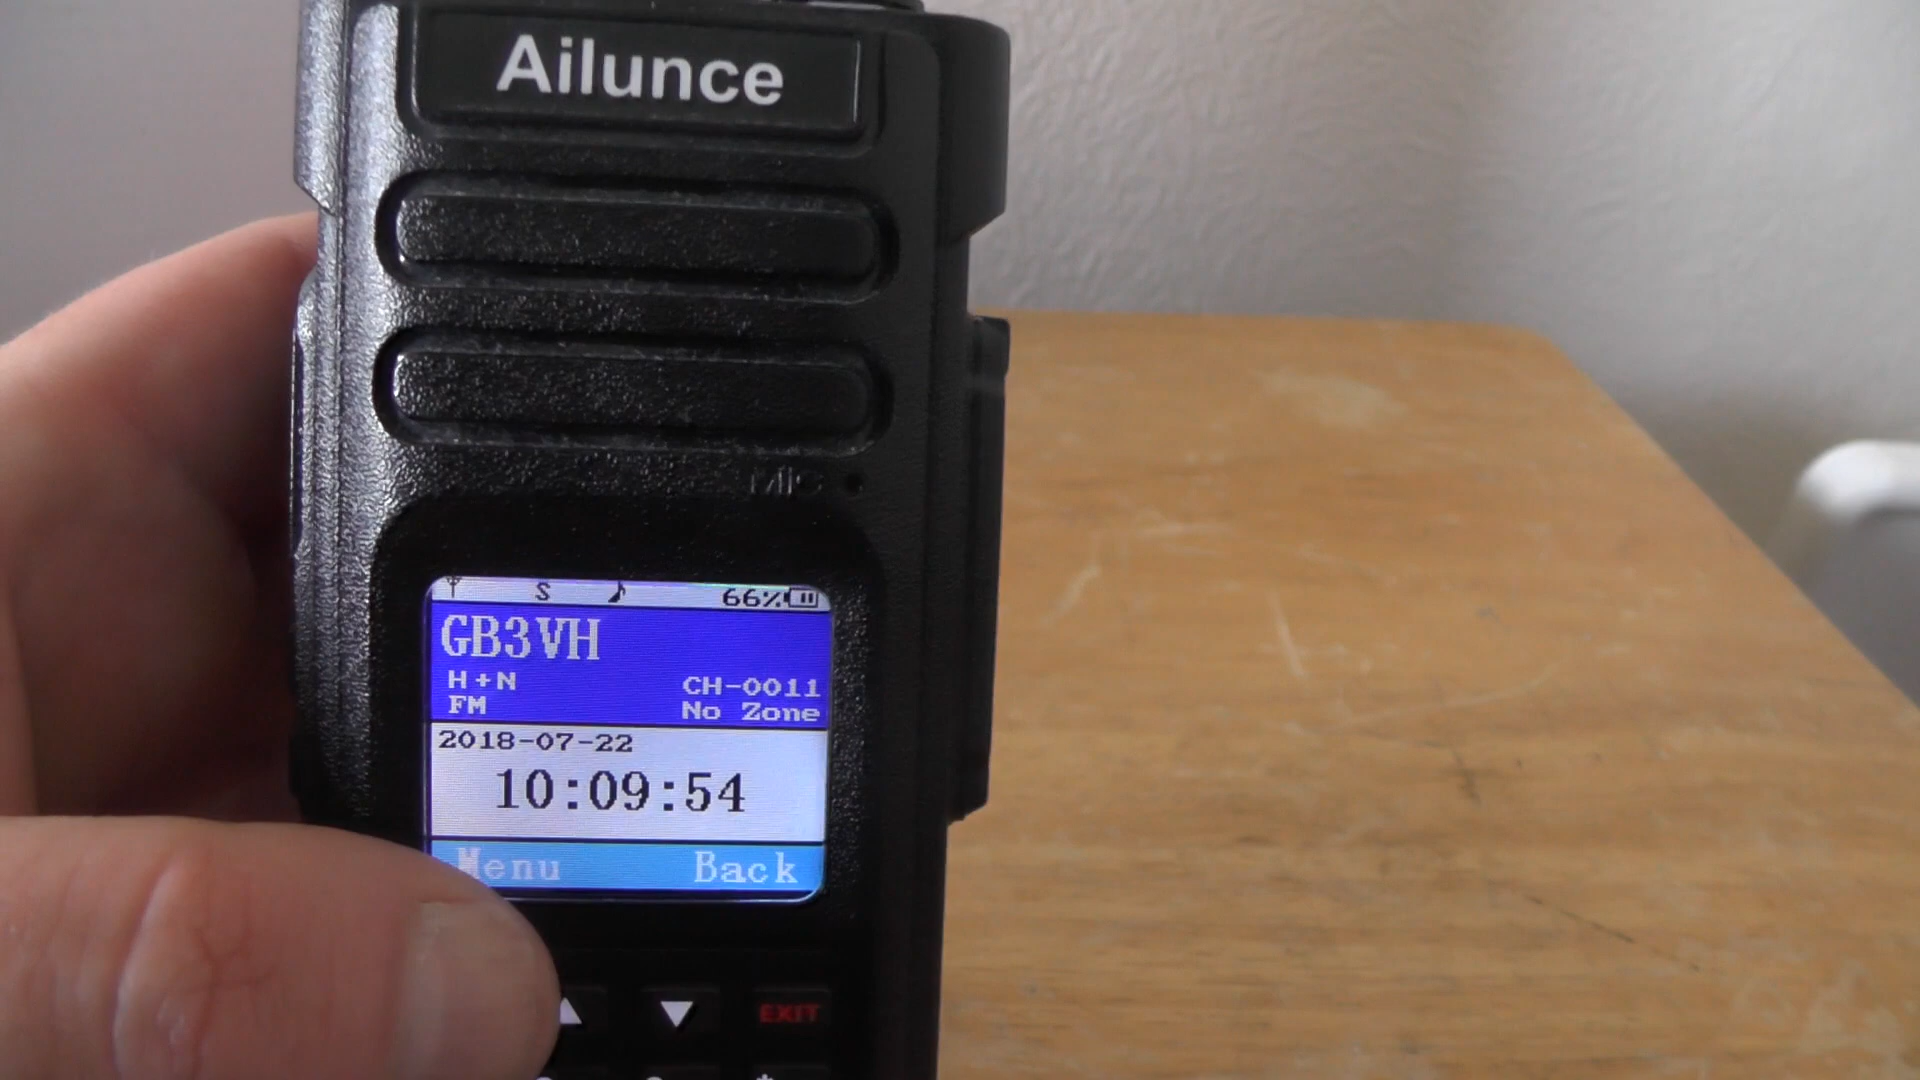 Ailunce
MIC
S 66%
GB3VH
H+N CH-0011
FM No Zone
2018-07-22
10:09:54
Menu Back
EXIT